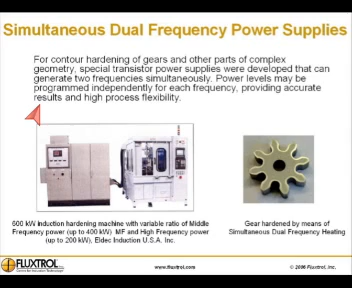 Simultaneous Dual Frequency Power Supplies
For contour hardening of gears and other parts of complex
geometry, special transistor power supplies were developed that can
generate two frequencies simultaneously. Power levels may be
programmed independently for each frequency, providing accurate
results and high process flexibility.
600 kW induction hardening machine with variable ratio of Middle
Frequency power (up to 400 kW) MF and High Frequency power
(up to 200 kW), Eldec Induction U.S.A. Inc.
Gear hardened by means of
Simultaneous Dual Frequency Heating
FLUXTROL
Centre for Induction Technology
www.fluxtrol.com
© 2006 Fluxtrol, Inc.